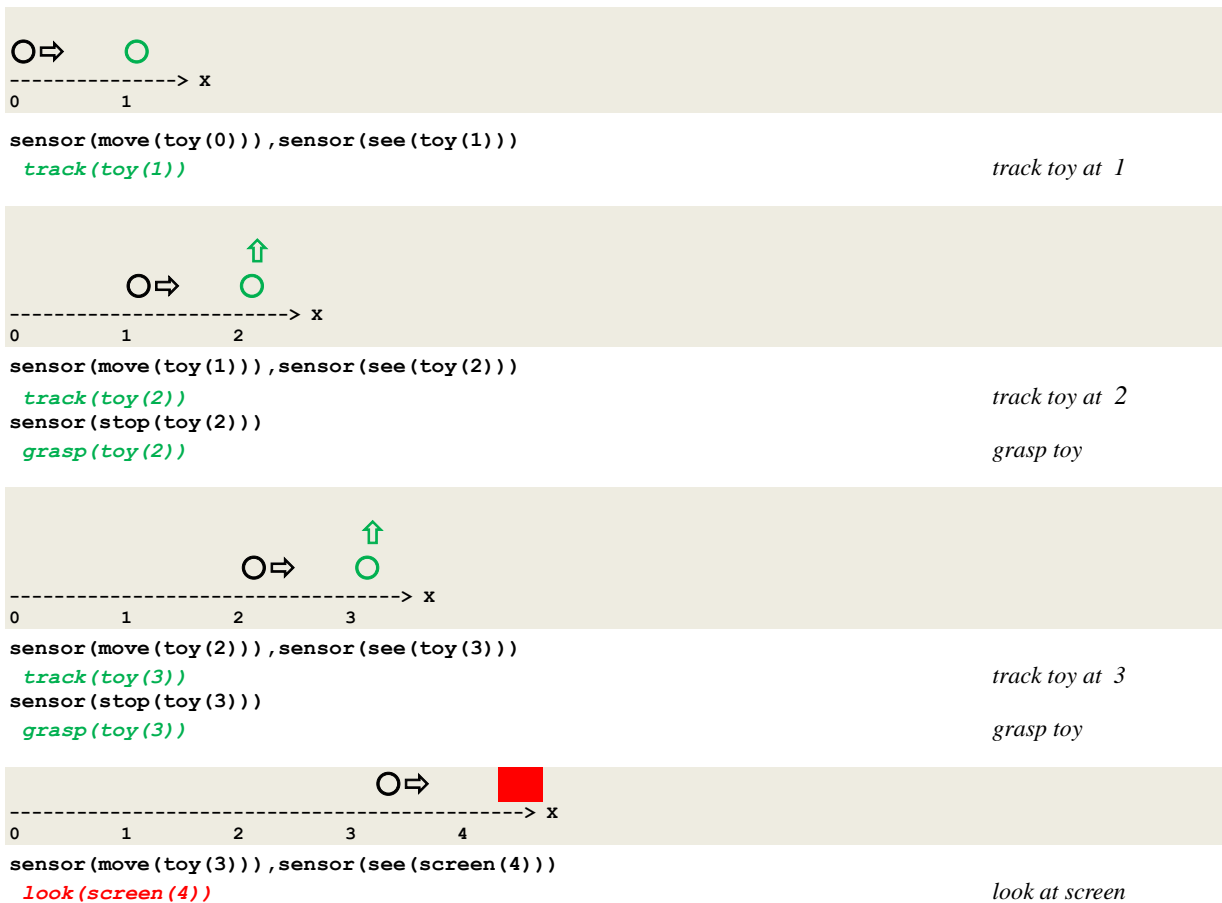 ---------------> X
0 1
sensor(move(toy(0))),sensor(see(toy(1)))
track(toy(1)) track toy at 1
-------------------------> X
0 1 2
sensor(move(toy(1))),sensor(see(toy(2)))
track(toy(2)) track toy at 2
sensor(stop(toy(2)))
grasp(toy(2)) grasp toy
-----------------------------------> X
0 1 2 3
sensor(move(toy(2))),sensor(see(toy(3)))
track(toy(3)) track toy at 3
sensor(stop(toy(3)))
grasp(toy(3)) grasp toy
----------------------------------------------> X
0 1 2 3 4
sensor(move(toy(3))),sensor(see(screen(4)))
look(screen(4)) look at screen